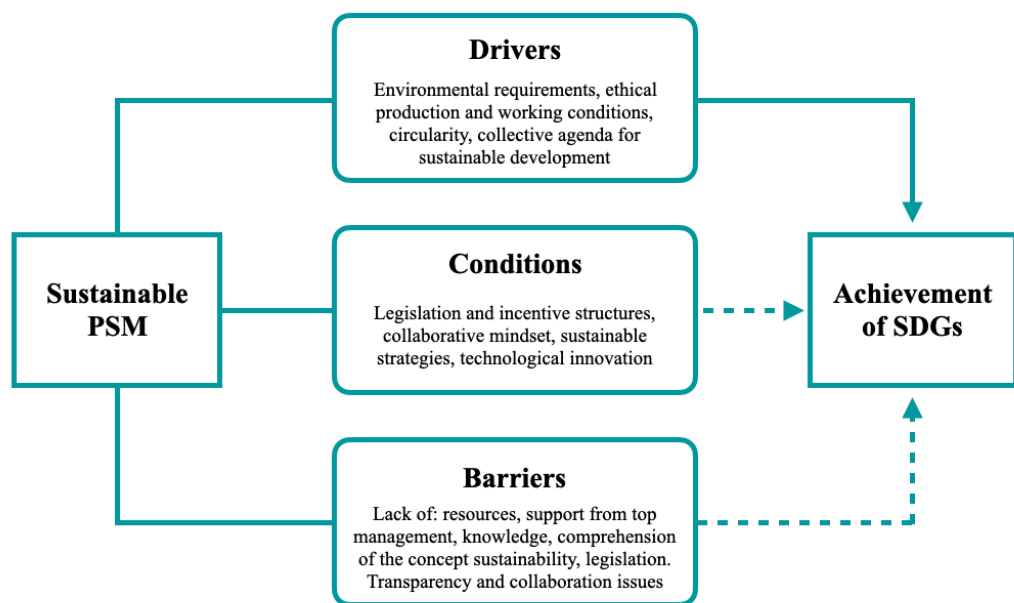 Drivers
Environmental requirements, ethical
production and working conditions,
circularity, collective agenda for
sustainable development
Sustainable
PSM
Conditions
Legislation and incentive structures,
collaborative mindset, sustainable
strategies, technological innovation
Achievement
of SDGs
Barriers
Lack of: resources, support from top
management, knowledge, comprehension
of the concept sustainability, legislation.
Transparency and collaboration issues